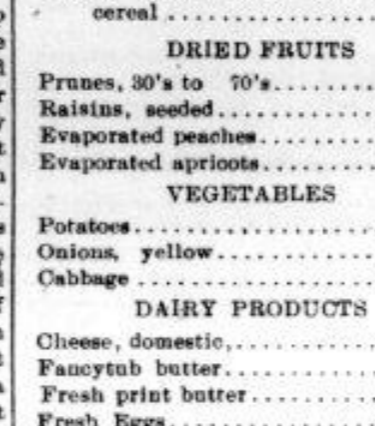 cereal ................
DRIED FRUITS
Prunes, 30's to 70's........
Raisins, seeded............
Evaporated peaches.........
Evaporated apricots.........
VEGETABLES
Potatoes..................
Onions, yellow............
Cabbage ..................
DAIRY PRODUCTS
Cheese, domestic,...........
Fancytub butter............
Fresh print butter.........
Fresh Eggs................